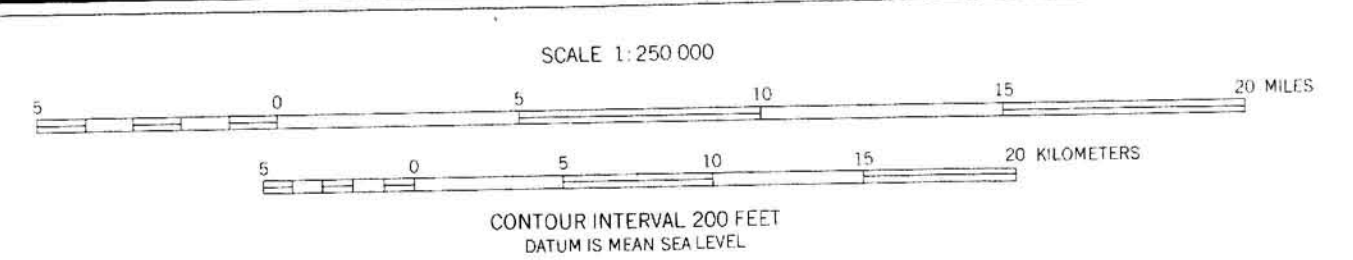 SCALE 1:250 000
5 0 5 10 15 20 MILES
5 0 5 10 15 20 KILOMETERS
CONTOUR INTERVAL 200 FEET
DATUM IS MEAN SEA LEVEL